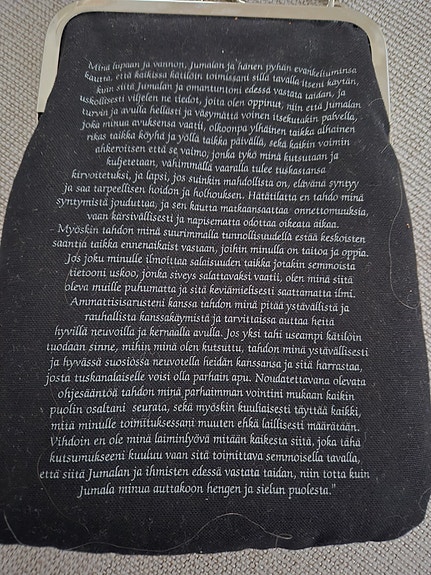 Minä lupaan ja vannon, Jumalan ja hänen pyhän evankeliuminsa
kautta, että kaikissa kätilöin toimissani sillä tavalla itseni käytän,
kuin siitä Jumalan ja omantuntoni edessä vastata taidan, ja
uskollisesti viljelen ne tiedot, joita olen oppinut, niin että Jumalan
turvin ja avulla hellästi ja väsymättä voinen itsekutakin palvella,
joka minua avuksensa vaatii, olkoonpa ylhäinen taikka alhainen
rikas taikka köyhä ja yöllä taikka päivällä, sekä kaikin voimin
ahkeroitsen että se vaimo, jonka tykö minä kutsutaan ja
kuljetetaan, vähimmällä vaaralla tulee tuskastansa
kirvoitetuksi, ja lapsi, jos suinkin mahdollista on, elävänä syntyy
ja saa tarpeellisen hoidon ja holhouksen. Hätätilatta en tahdo minä
syntymistä jouduttaa, ja sen kautta matkaansaattaa onnettomuuksia,
vaan kärsivällisesti ja napisematta odottaa oikeata aikaa.
Myöskin tahdon minä suurimmalla tunnollisuudella estää keskoisten
saantia taikka ennenaikaist vastaan, joihin minulla on taitoa ja oppia.
Jos joku minulle ilmoittaa salaisuuden taikka jotakin semmoista
tietooni uskoo, jonka siveys salattavaksi vaatii, olen minä siitä
oleva muille puhumatta ja sitä keviämielisesti saattamatta ilmi.
Ammattisisarusteni kanssa tahdon minä pitää ystävällistä ja
rauhallista kanssakäymistä ja tarvittaissa auttaa heitä
hyvillä neuvoilla ja kernaalla avulla. Jos yksi tahi useampi kätilöin
tuodaan sinne, mihin minä olen kutsuttu, tahdon minä ystävällisesti
ja hyvässä suosiossa neuvotella heidän kanssansa ja sitä harrastaa,
josta tuskanalaiselle voisi olla parhain apu. Noudatettavana olevata
ohjesääntöä tahdon minä parhaimman vointini mukaan kaikin
puolin osaltani seurata, sekä myöskin kuuliaisesti täyttää kaikki,
mitä minulle toimituksessani muuten ehkä laillisesti määrätään.
Vihdoin en ole minä laiminlyövä mitään kaikesta siitä, joka tähä
kutsumukseeni kuuluu vaan sitä toimittava semmoisella tavalla,
että siitä Jumalan ja ihmisten edessä vastata taidan, niin totta kuin
Jumala minua auttakoon hengen ja sielun puolesta."